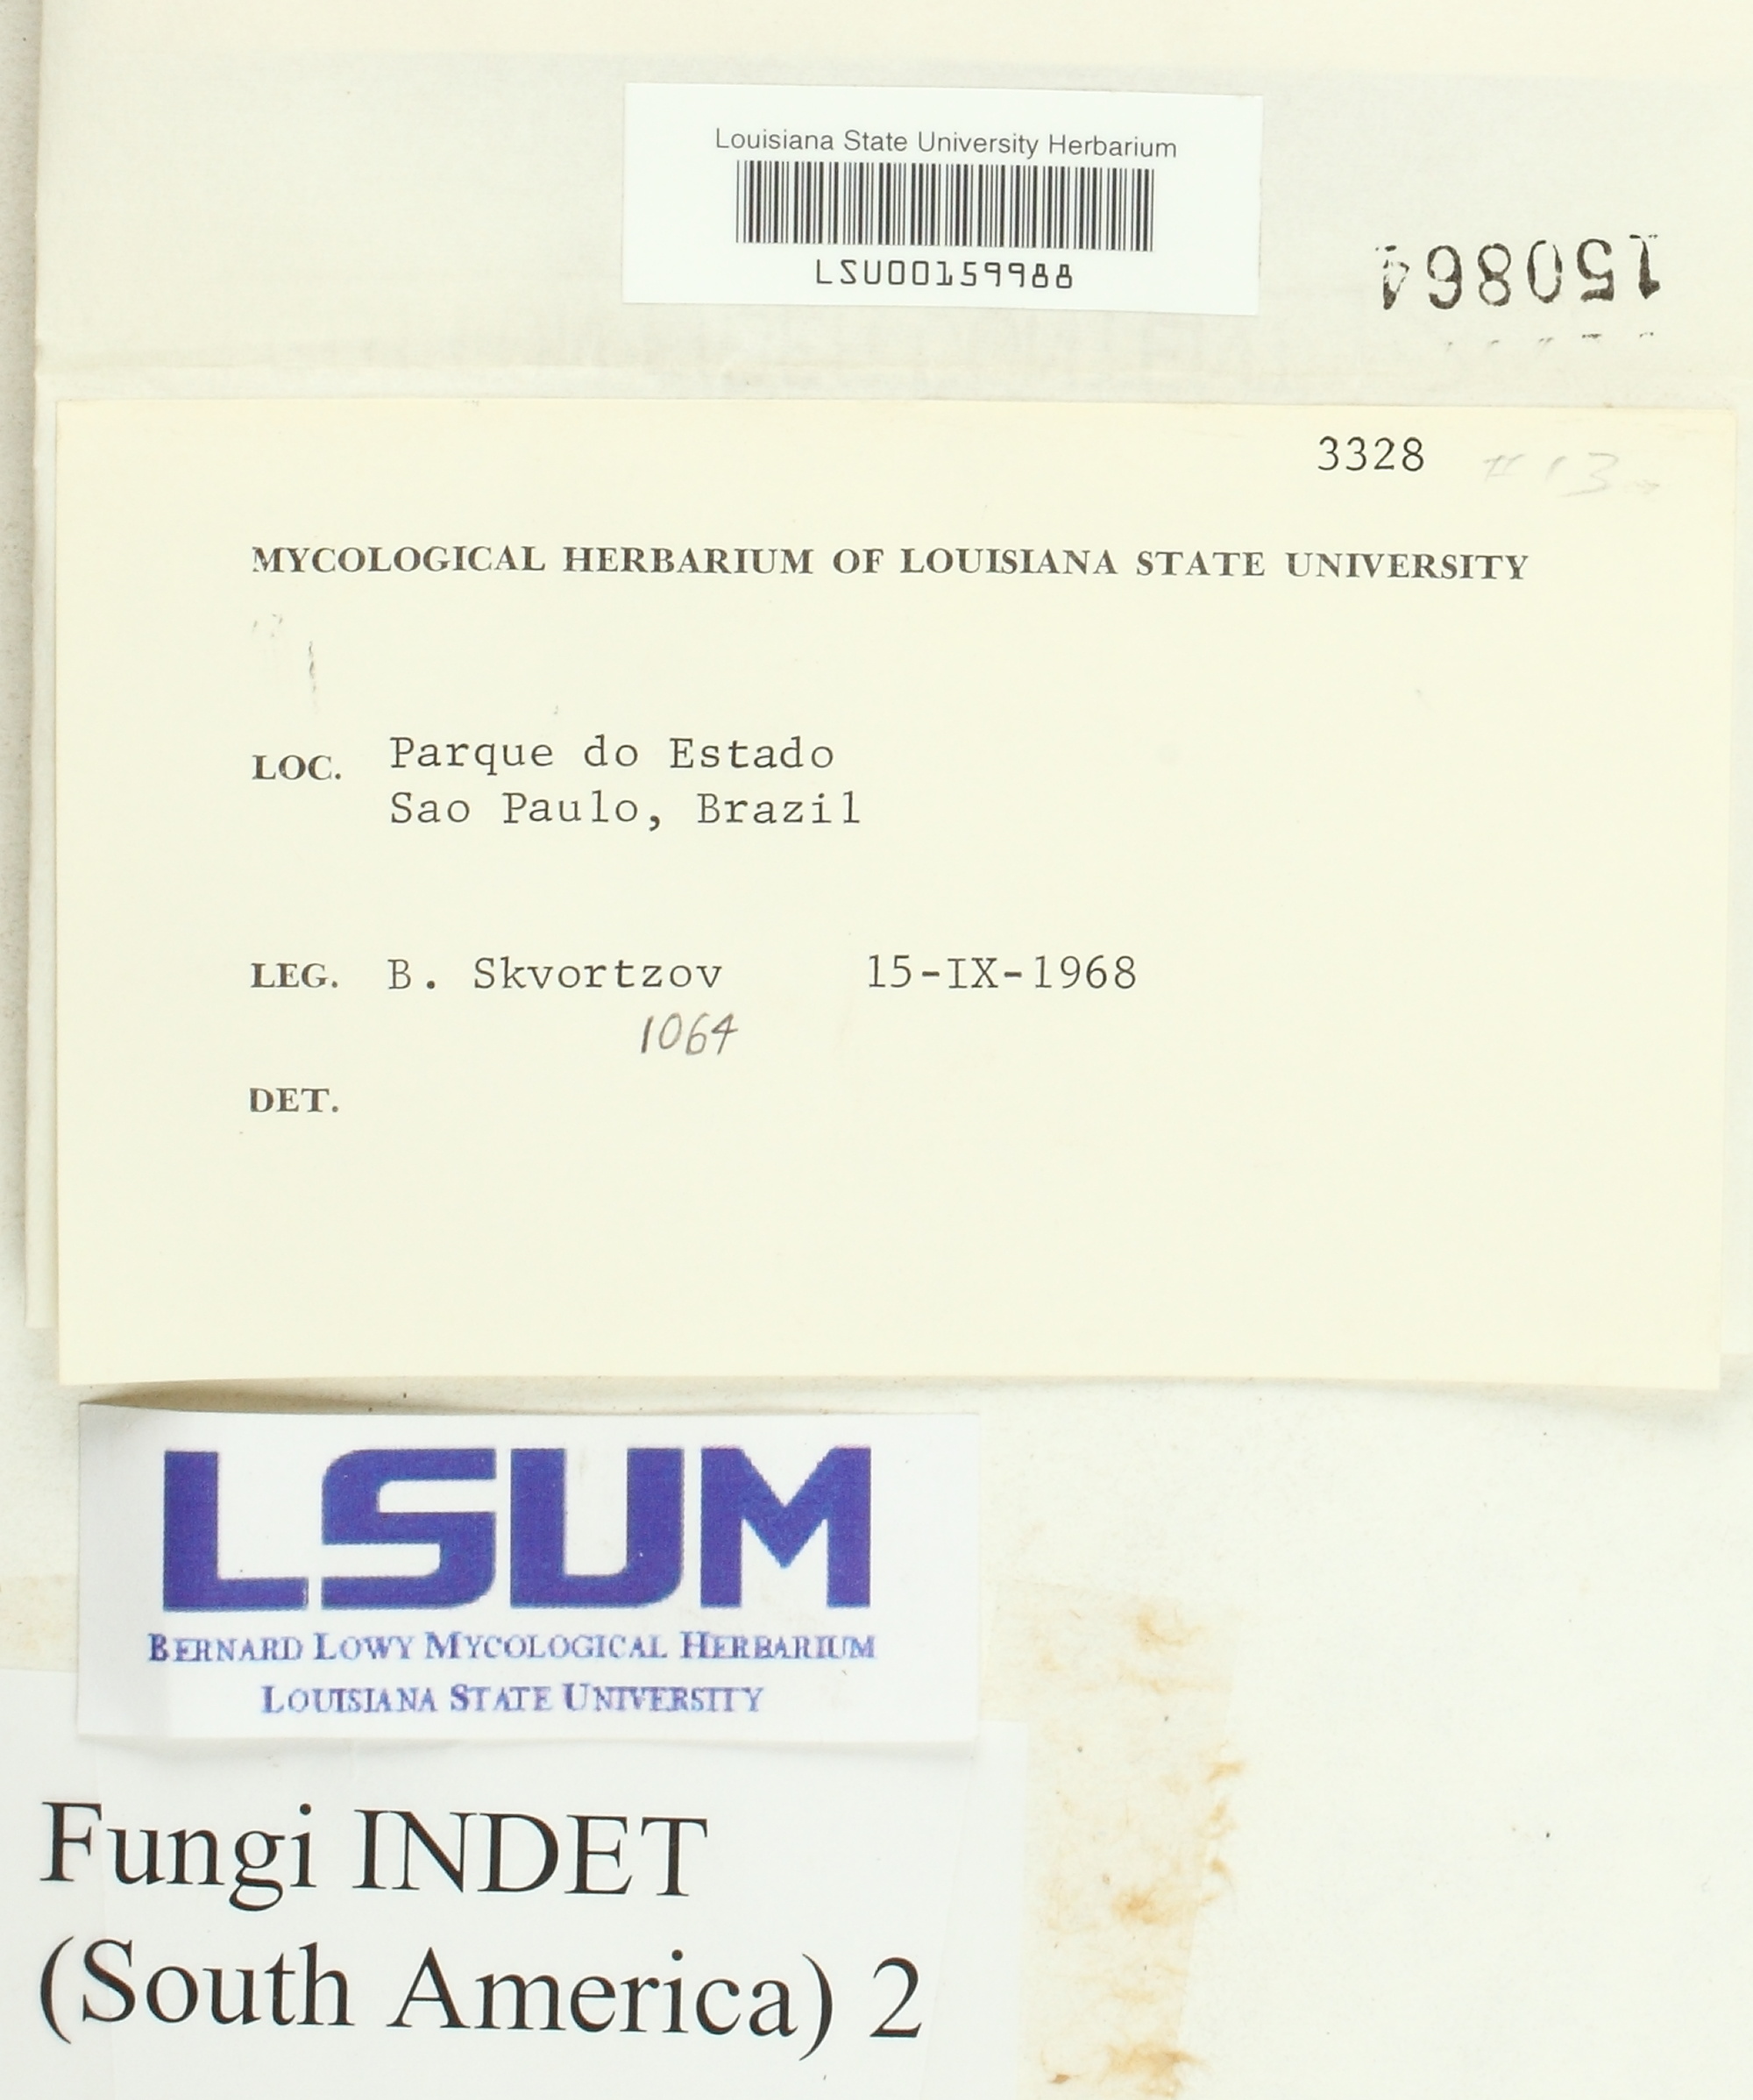 Louisiana State University Herbarium
LSU00159988
150864
3328 #13
MYCOLOGICAL HERBARIUM OF LOUISIANA STATE UNIVERSITY
LOC. Parque do Estado
Sao Paulo, Brazil
LEG. B. Skvortzov 15-IX-1968
1064
DET.
LSUM
BERNARD LOWY MYCOLOGICAL HERBARIUM
LOUISIANA STATE UNIVERSITY
Fungi INDET
(South America) 2